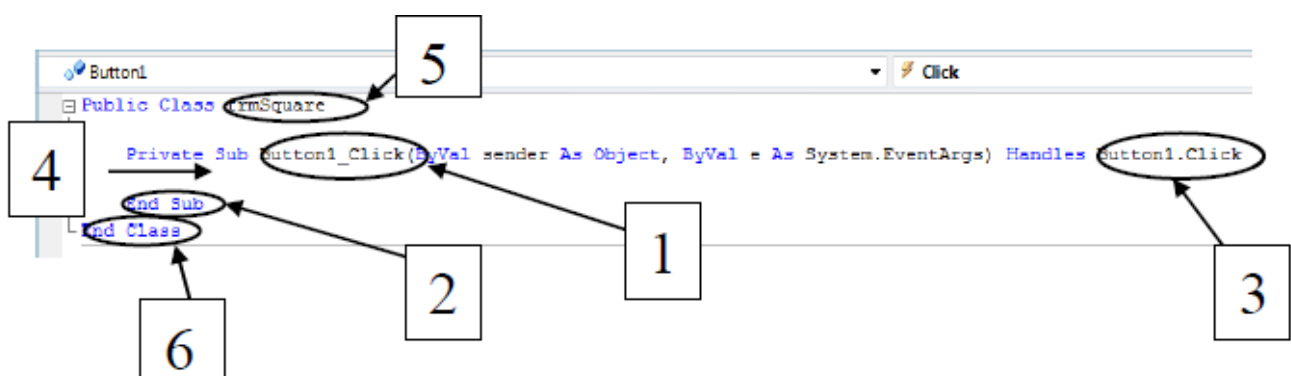 5
Button1 Click
Public Class frmSquare
4
Private Sub Button1_Click(ByVal sender As Object, ByVal e As System.EventArgs) Handles Button1.Click
End Sub
End Class
1
2
3
6